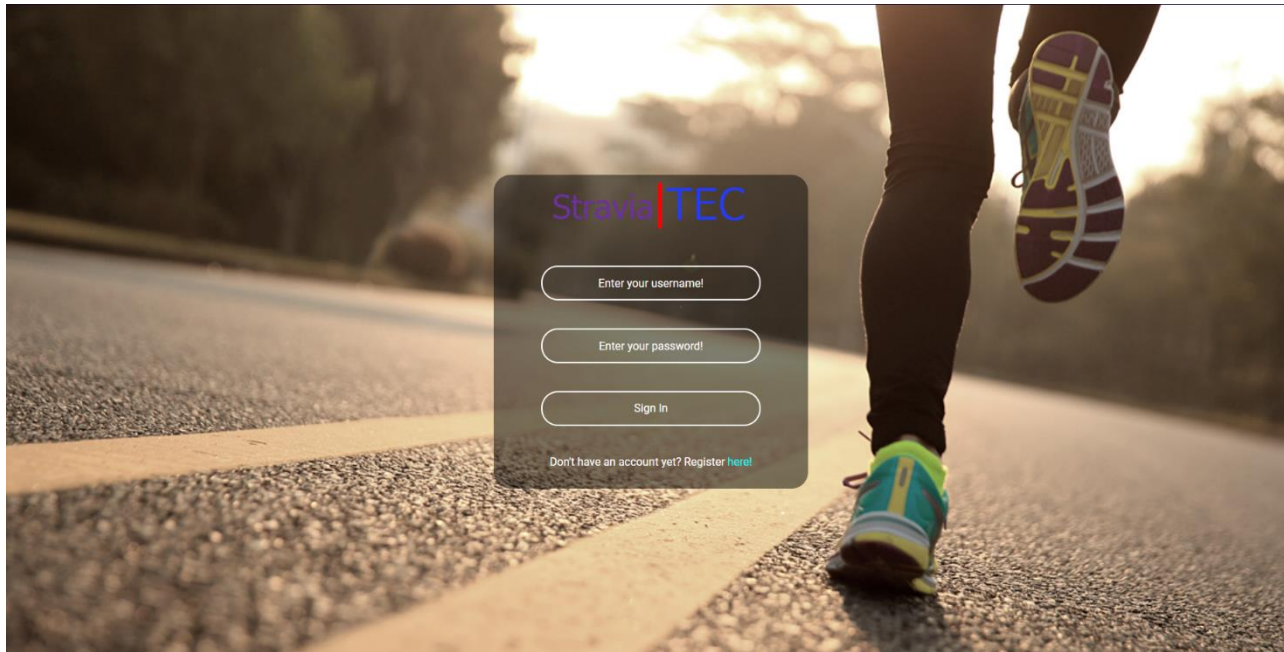 Stravia|TEC
Enter your username!
Enter your password!
Sign In
Don't have an account yet? Register here!